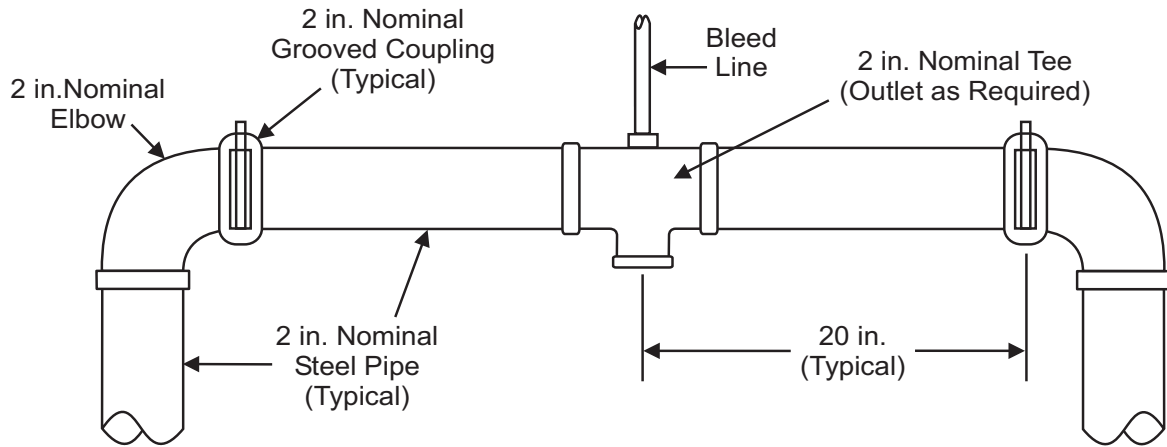 2 in. Nominal
Grooved Coupling
(Typical)
Bleed
Line
2 in. Nominal Tee
(Outlet as Required)
2 in.Nominal
Elbow
2 in. Nominal
Steel Pipe
(Typical)
20 in.
(Typical)